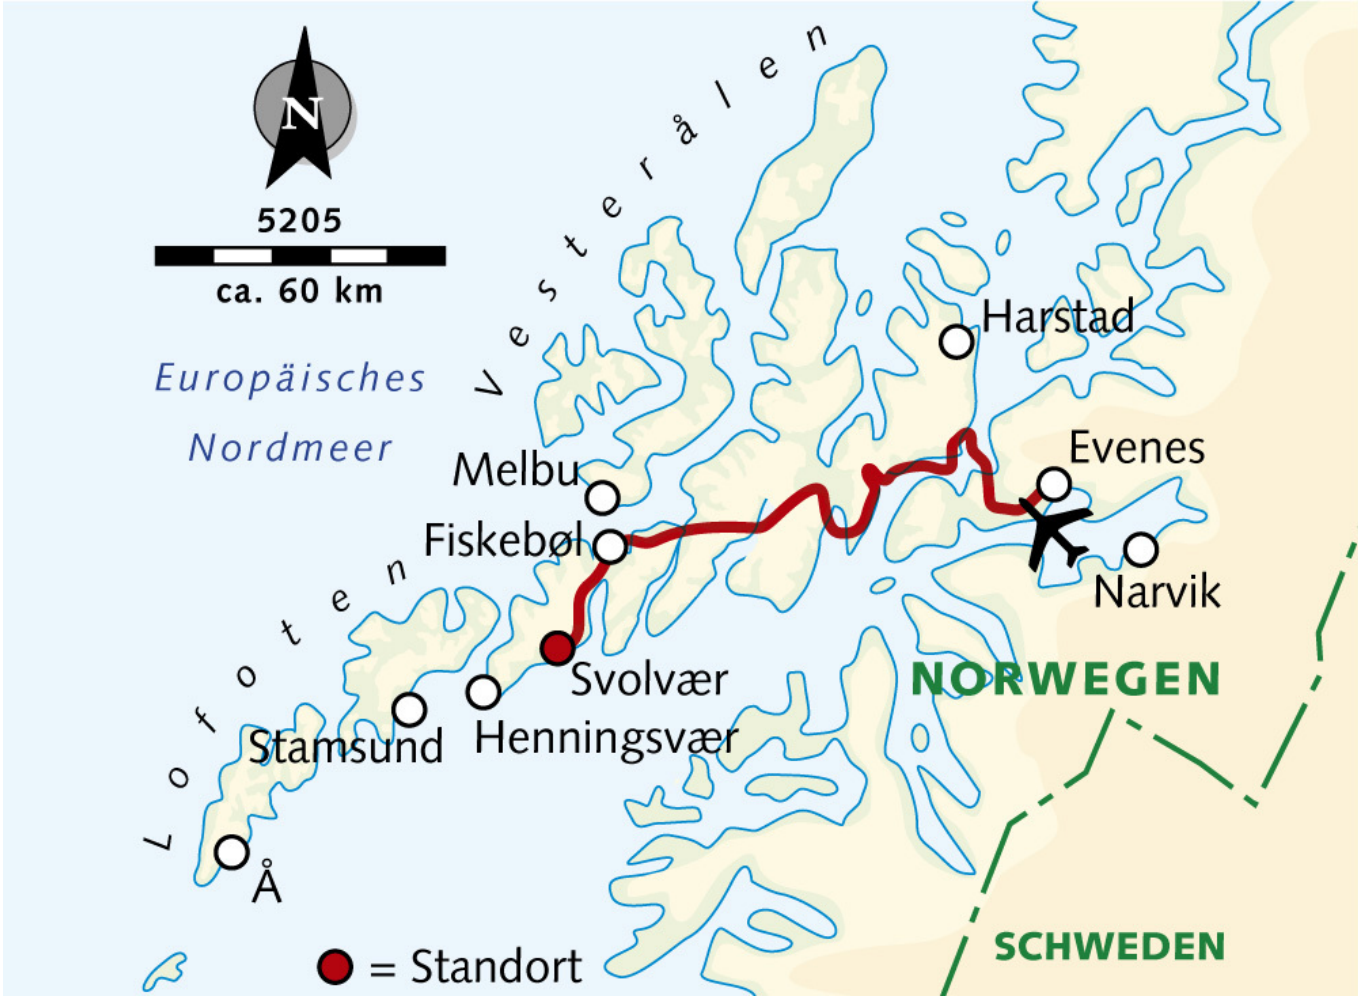 N
5205
ca. 60 km
Vesterålen
Europäisches
Nordmeer
Harstad
Evenes
Melbu
Fiskebøl
Narvik
Lofoten
Svolvær
NORWEGEN
Stamsund
Henningsvær
Å
SCHWEDEN
= Standort